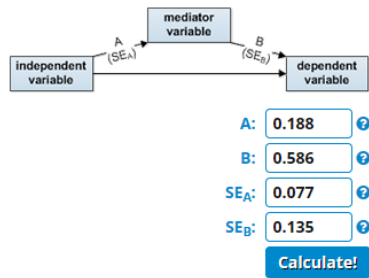 mediator
variable
A
(SEA)
B
(SEB)
independent
variable
dependent
variable
A: 0.188 ?
B: 0.586 ?
SEA: 0.077 ?
SEB: 0.135 ?
Calculate!